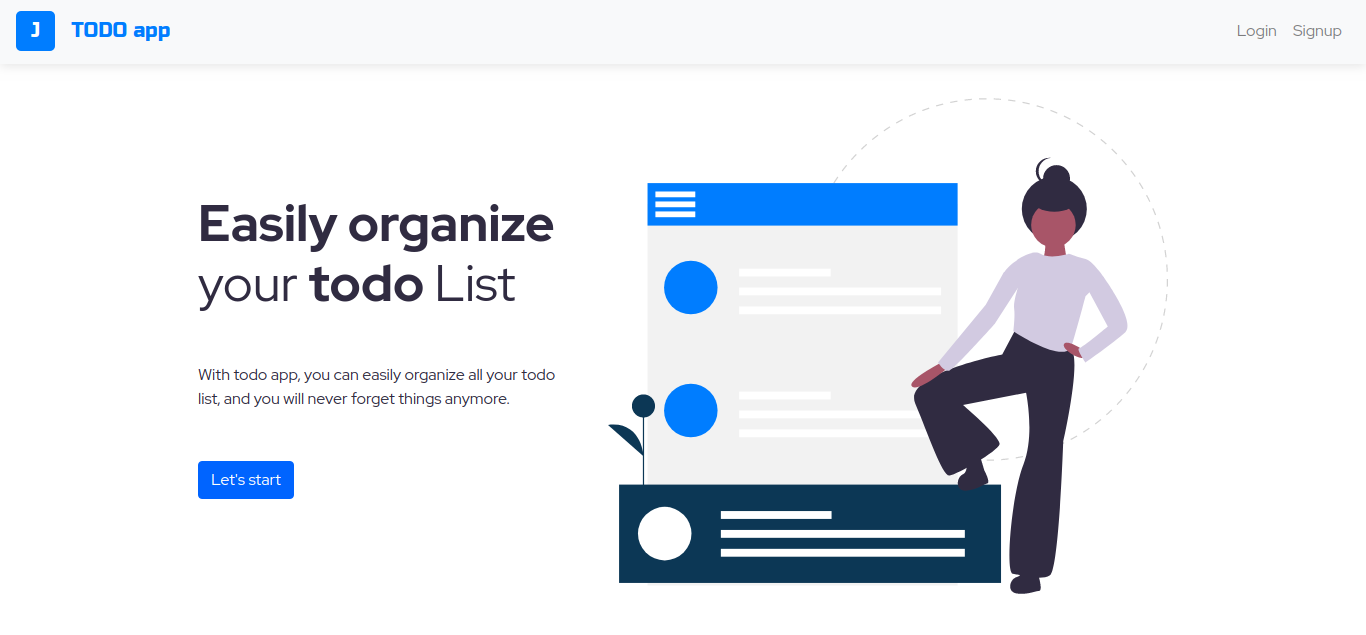 J
TODO app
Login
Signup
Easily organize
your todo List
With todo app, you can easily organize all your todo
list, and you will never forget things anymore.
Let's start